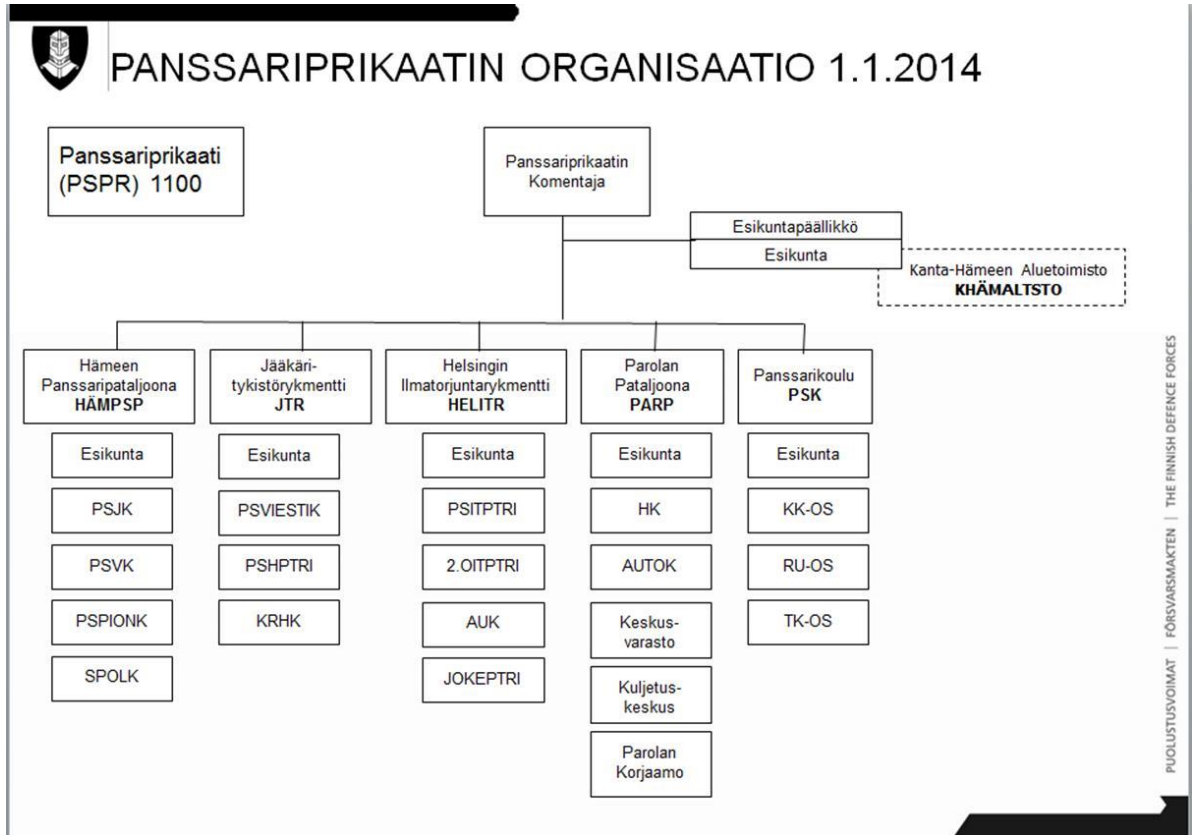 PANSSARIPRIKAATIN ORGANISAATIO 1.1.2014
Panssariprikaati
(PSPR) 1100
Panssariprikaatin
Komentaja
Esikuntapäällikkö
Esikunta
Kanta-Hämeen Aluetoimisto
KHÄMALTSTO
Hämeen
Panssaripataljoona
HÄMPSP
Esikunta
PSJK
PSVK
PSPIONK
SPOLK
Jääkäri-
tykistörykmentti
JTR
Esikunta
PSVIESTIK
PSHPTRI
KRHK
Helsingin
Ilmatorjuntarykmentti
HELITR
Esikunta
PSITPTRI
2.OITPTRI
AUK
JOKEPTRI
Parolan
Pataljoona
PARP
Esikunta
HK
AUTOK
Keskus-
varasto
Kuljetus-
keskus
Parolan
Korjaamo
Panssarikoulu
PSK
Esikunta
KK-OS
RU-OS
TK-OS
PUOLUSTUSVOIMAT | FÖRSVARSMAKTEN | THE FINNISH DEFENCE FORCES